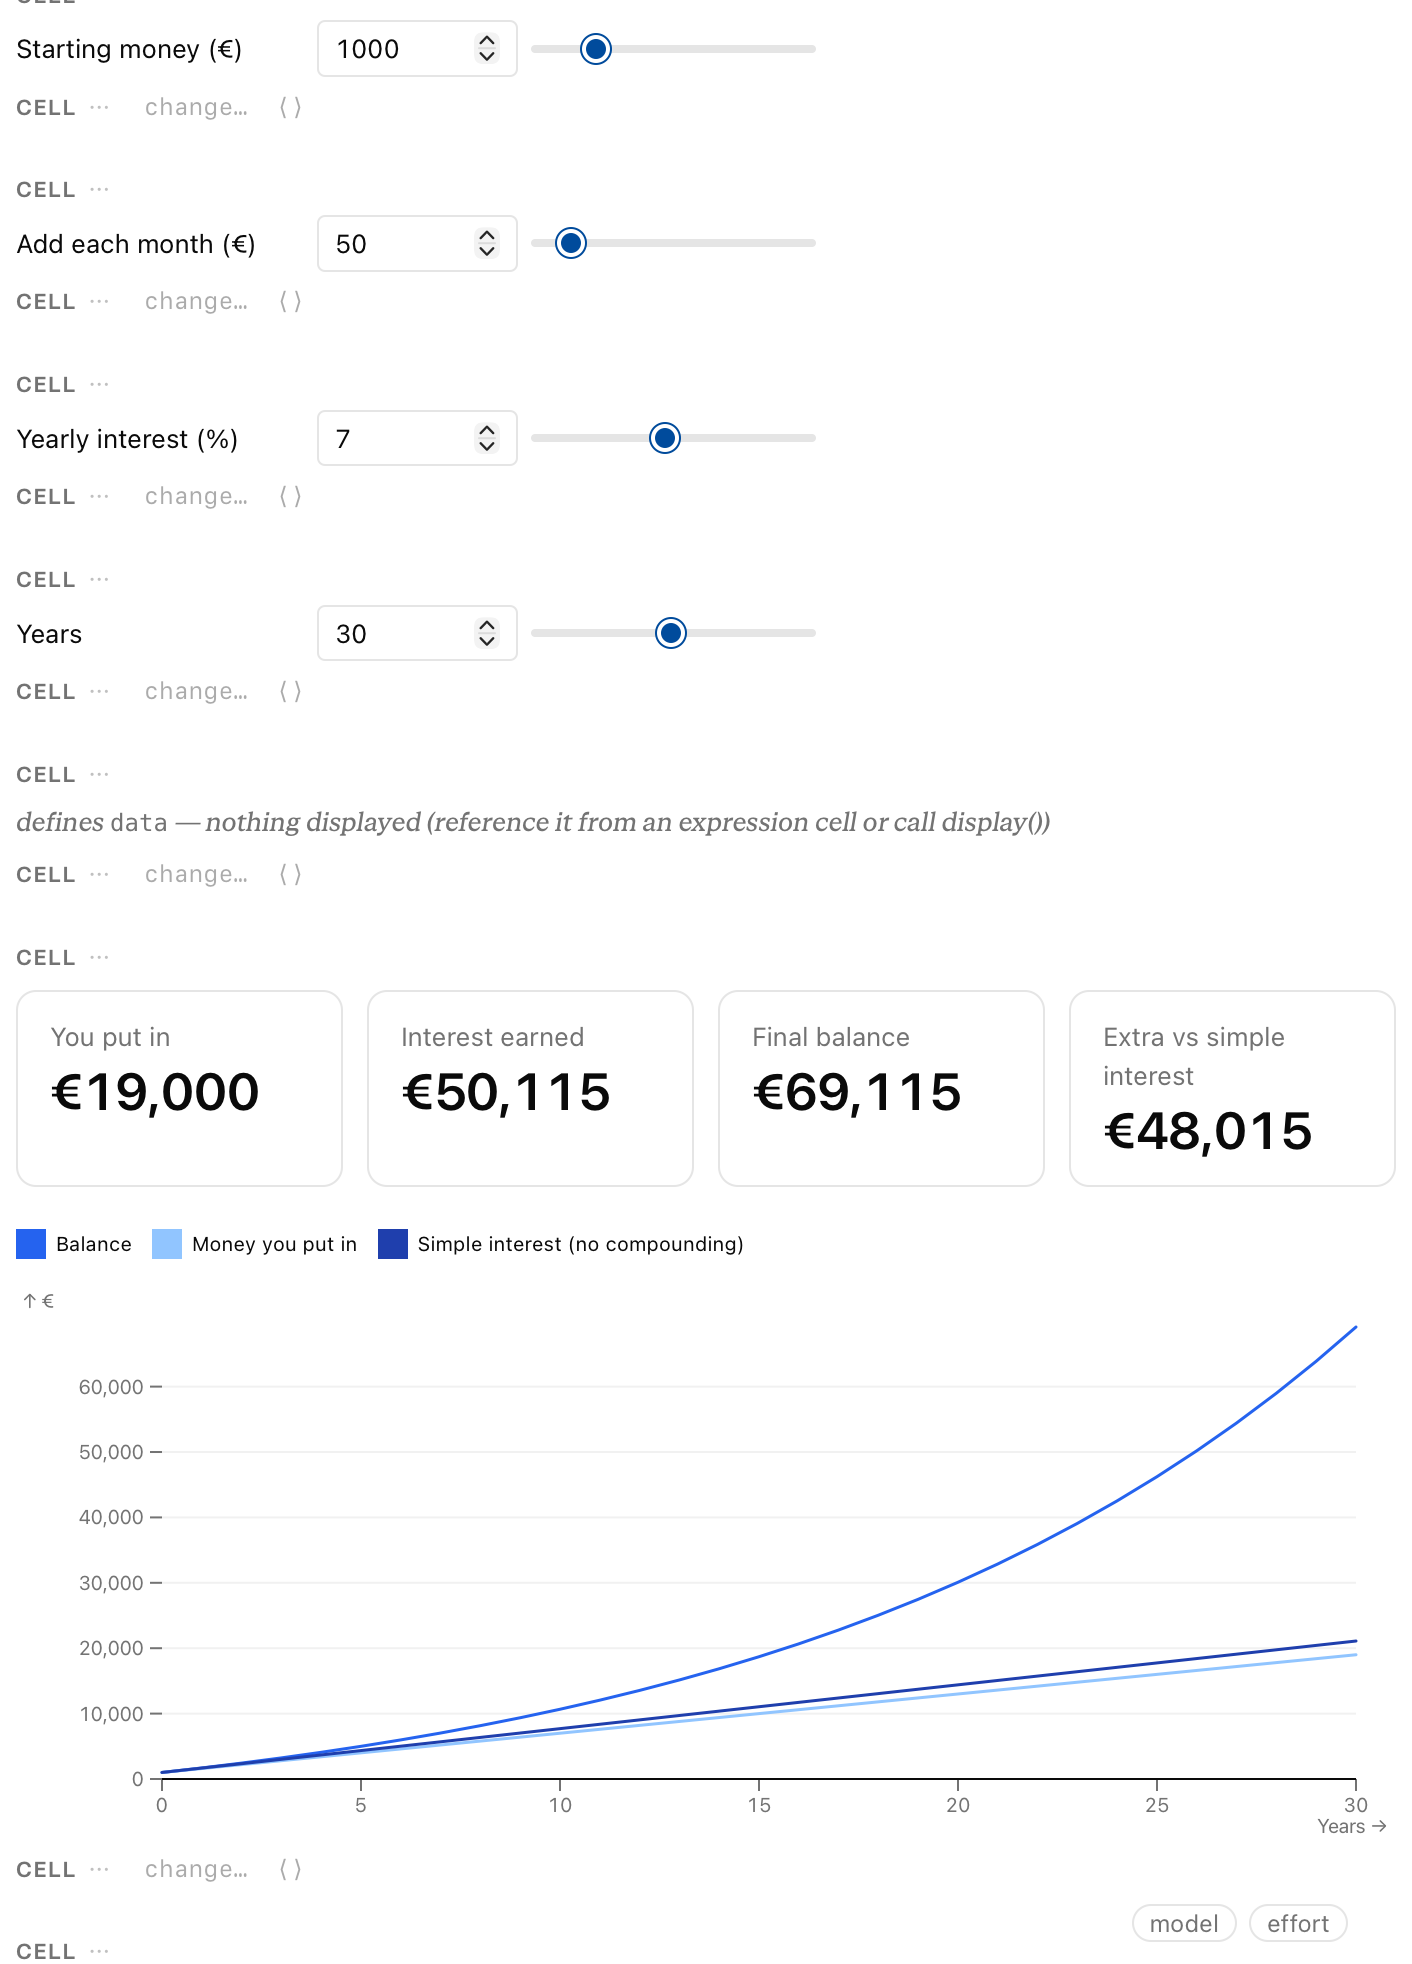 Starting money (€) 1000
CELL ··· change… ⟨⟩
CELL ···
Add each month (€) 50
CELL ··· change… ⟨⟩
CELL ···
Yearly interest (%) 7
CELL ··· change… ⟨⟩
CELL ···
Years 30
CELL ··· change… ⟨⟩
CELL ···
defines data — nothing displayed (reference it from an expression cell or call display())
CELL ··· change… ⟨⟩
CELL ···
You put in
€19,000
Interest earned
€50,115
Final balance
€69,115
Extra vs simple
interest
€48,015
Balance Money you put in Simple interest (no compounding)
↑ €
60,000
50,000
40,000
30,000
20,000
10,000
0
0 5 10 15 20 25 30
Years →
CELL ··· change… ⟨⟩
model effort
CELL ···